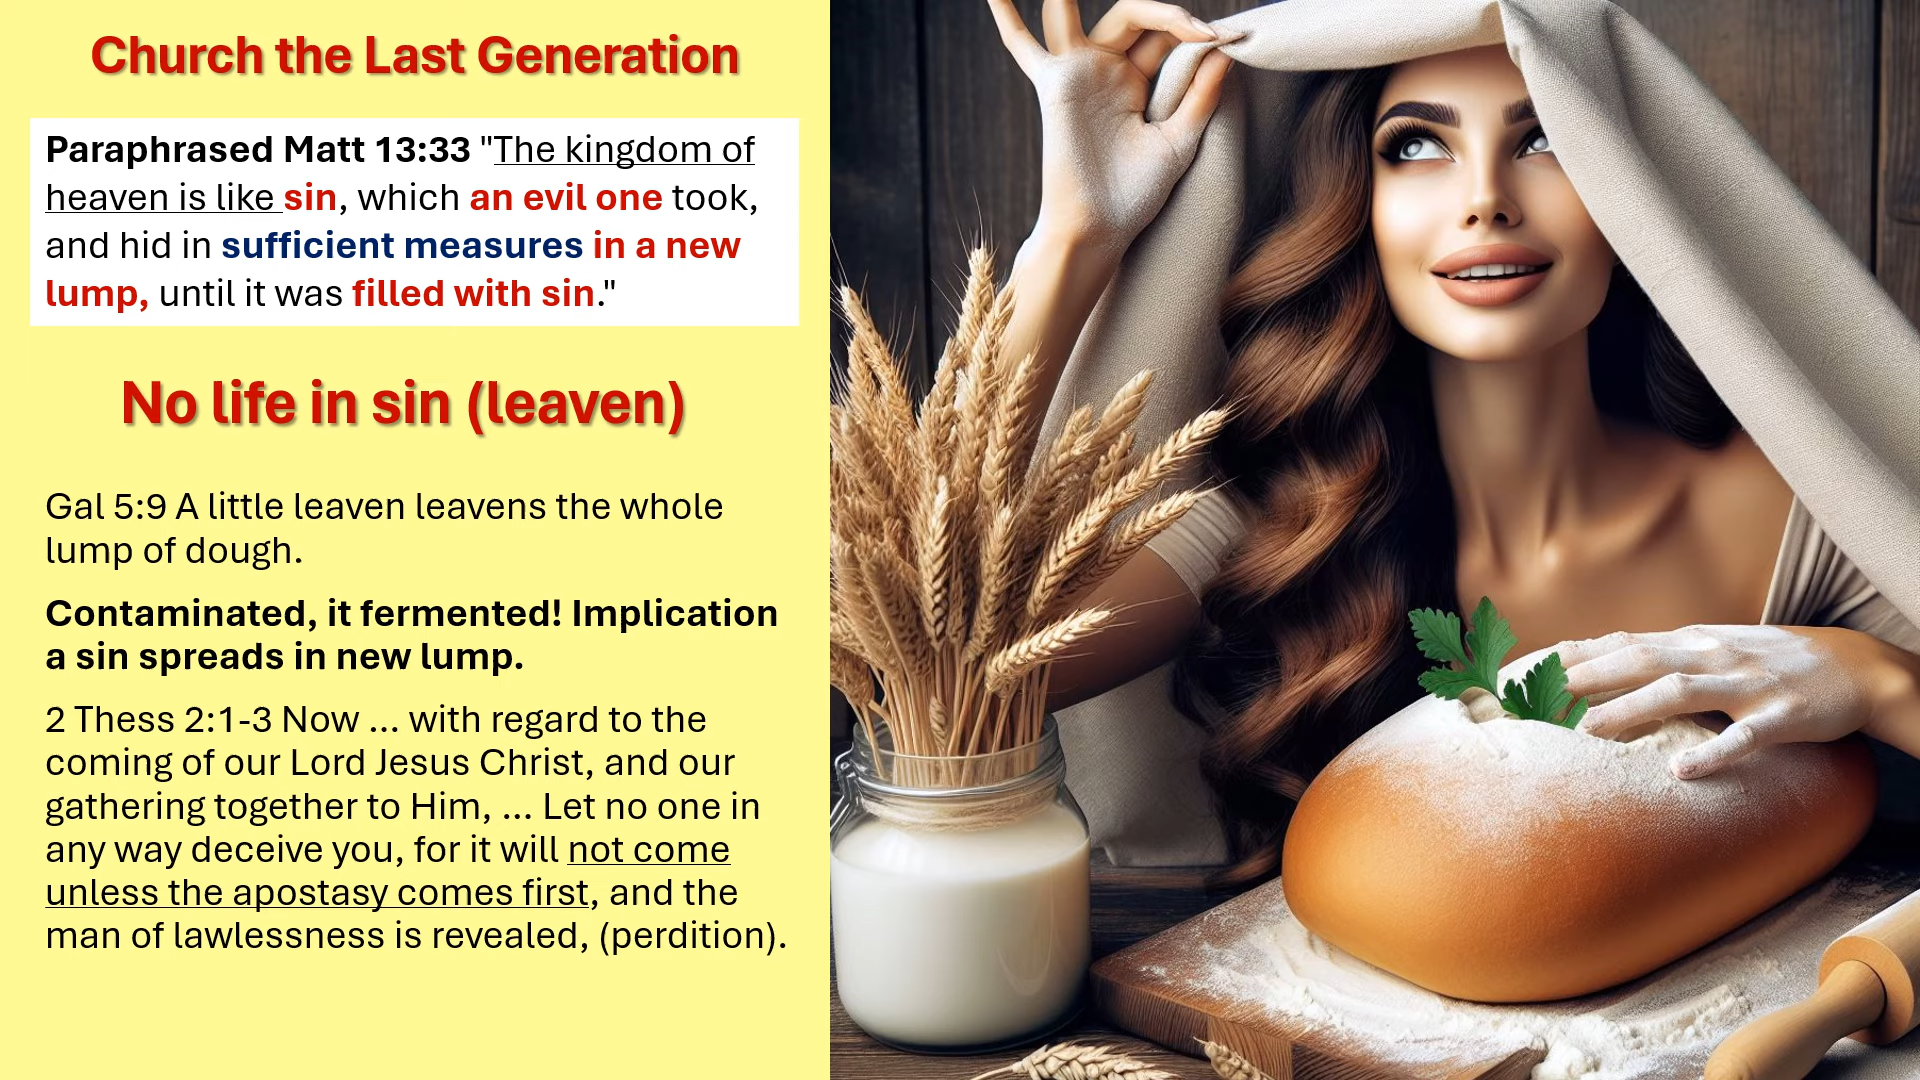 Church the Last Generation
Paraphrased Matt 13:33 "The kingdom of
heaven is like sin, which an evil one took,
and hid in sufficient measures in a new
lump, until it was filled with sin."
No life in sin (leaven)
Gal 5:9 A little leaven leavens the whole
lump of dough.
Contaminated, it fermented! Implication
a sin spreads in new lump.
2 Thess 2:1-3 Now ... with regard to the
coming of our Lord Jesus Christ, and our
gathering together to Him, ... Let no one in
any way deceive you, for it will not come
unless the apostasy comes first, and the
man of lawlessness is revealed, (perdition).